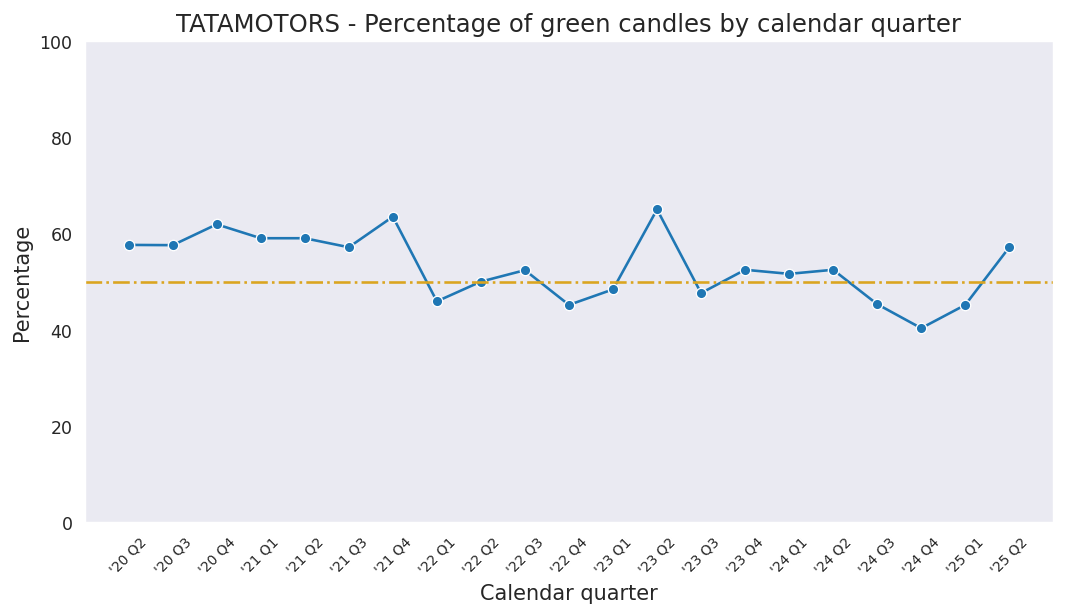 TATAMOTORS - Percentage of green candles by calendar quarter
100
80
60
40
20
0
Percentage
'20 Q2
'20 Q3
'20 Q4
'21 Q1
'21 Q2
'21 Q3
'21 Q4
'22 Q1
'22 Q2
'22 Q3
'22 Q4
'23 Q1
'23 Q2
'23 Q3
'23 Q4
'24 Q1
'24 Q2
'24 Q3
'24 Q4
'25 Q1
'25 Q2
Calendar quarter